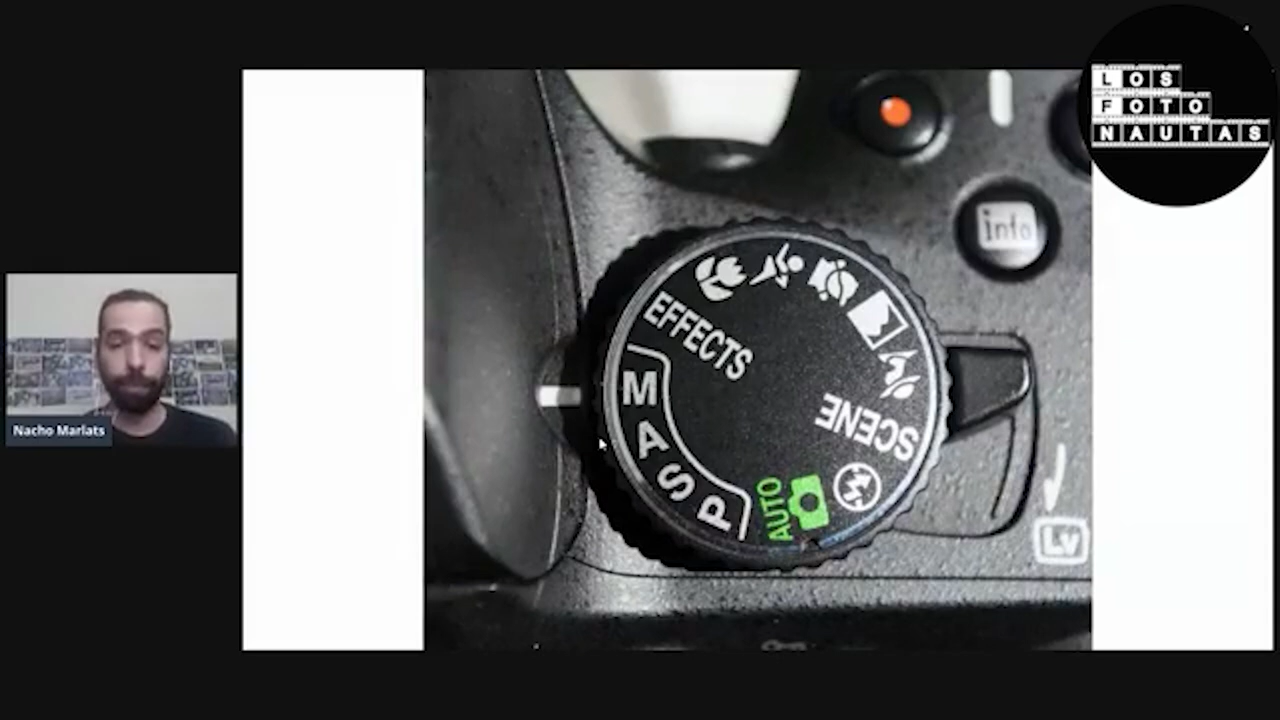 LOS
FOTO
NAUTAS
info
EFFECTS
M
A
S
P
AUTO
SCENE
Lv
Nacho Marlats